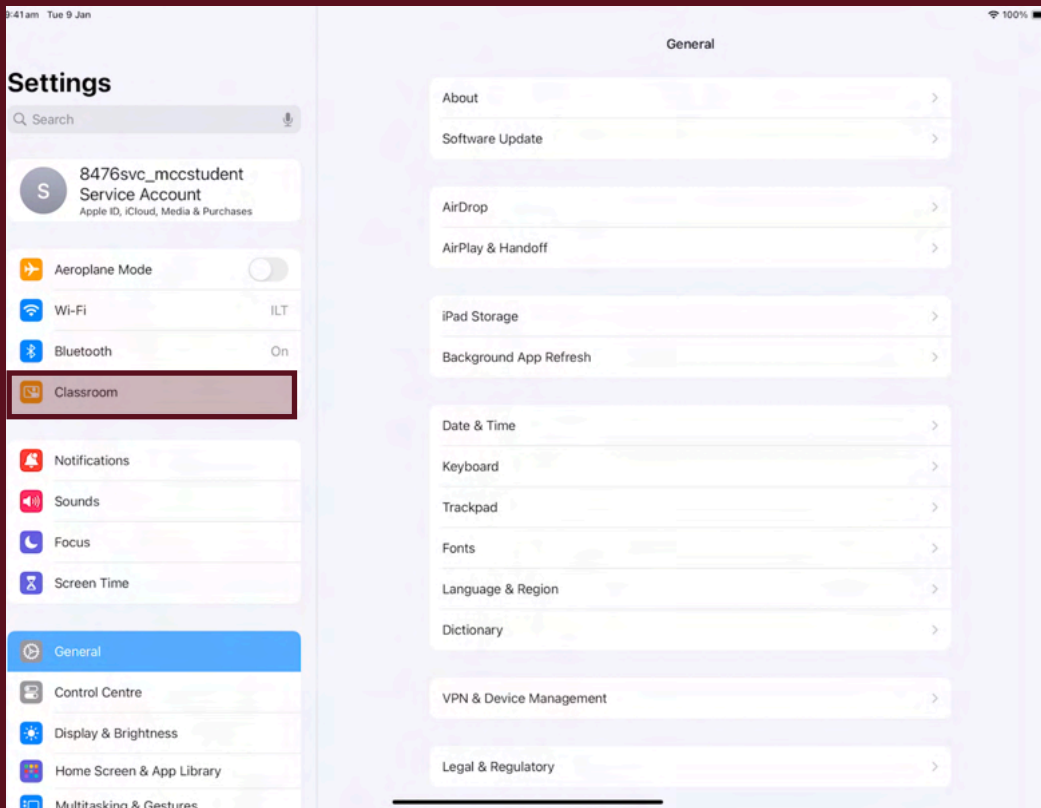 9:41am Tue 9 Jan
100%
Settings
Search
S
8476svc_mccstudent
Service Account
Apple ID, iCloud, Media & Purchases
Aeroplane Mode
Wi-Fi ILT
Bluetooth On
Classroom
Notifications
Sounds
Focus
Screen Time
General
Control Centre
Display & Brightness
Home Screen & App Library
Multitasking & Gestures
General
About
Software Update
AirDrop
AirPlay & Handoff
iPad Storage
Background App Refresh
Date & Time
Keyboard
Trackpad
Fonts
Language & Region
Dictionary
VPN & Device Management
Legal & Regulatory